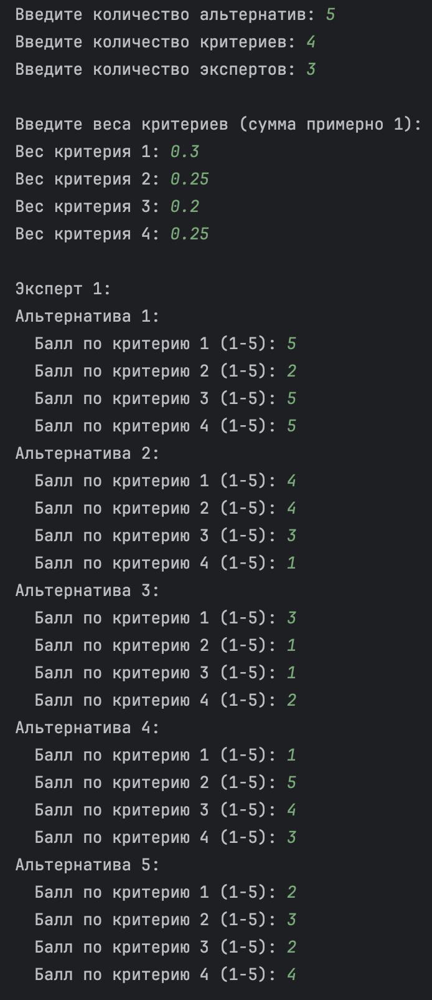 Введите количество альтернатив: 5
Введите количество критериев: 4
Введите количество экспертов: 3
Введите веса критериев (сумма примерно 1):
Вес критерия 1: 0.3
Вес критерия 2: 0.25
Вес критерия 3: 0.2
Вес критерия 4: 0.25
Эксперт 1:
Альтернатива 1:
Балл по критерию 1 (1-5): 5
Балл по критерию 2 (1-5): 2
Балл по критерию 3 (1-5): 5
Балл по критерию 4 (1-5): 5
Альтернатива 2:
Балл по критерию 1 (1-5): 4
Балл по критерию 2 (1-5): 4
Балл по критерию 3 (1-5): 3
Балл по критерию 4 (1-5): 1
Альтернатива 3:
Балл по критерию 1 (1-5): 3
Балл по критерию 2 (1-5): 1
Балл по критерию 3 (1-5): 1
Балл по критерию 4 (1-5): 2
Альтернатива 4:
Балл по критерию 1 (1-5): 1
Балл по критерию 2 (1-5): 5
Балл по критерию 3 (1-5): 4
Балл по критерию 4 (1-5): 3
Альтернатива 5:
Балл по критерию 1 (1-5): 2
Балл по критерию 2 (1-5): 3
Балл по критерию 3 (1-5): 2
Балл по критерию 4 (1-5): 4